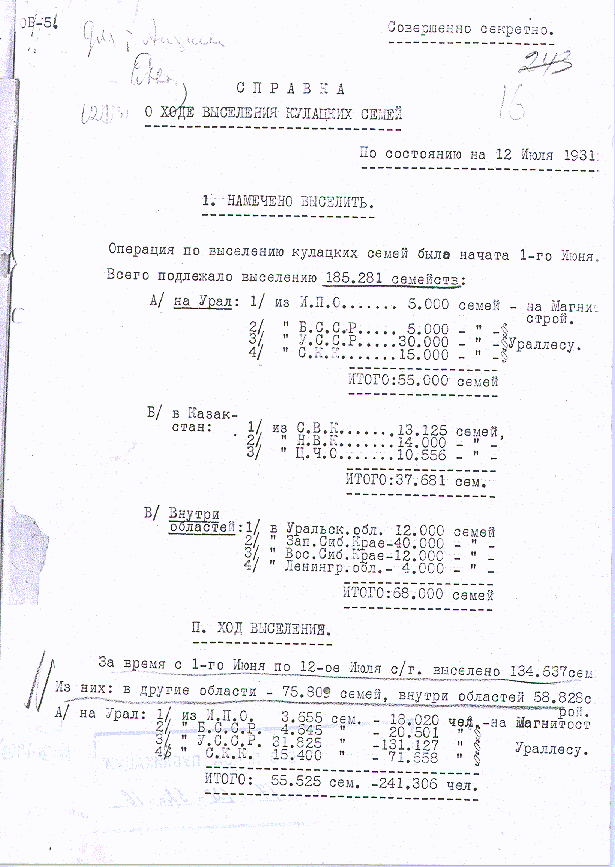 Совершенно секретно.
243
16
С П Р А В К А
О ХОДЕ ВЫСЕЛЕНИЯ КУЛАЦКИХ СЕМЕЙ
По состоянию на 12 Июля 1931
1. НАМЕЧЕНО ВЫСЕЛИТЬ.
Операция по выселению кулацких семей была начата 1-го Июня.
Всего подлежало выселению 185.281 семейств:
А/ на Урал: 1/ из И.П.О....... 5.000 семей - на Магни-
строй.
2/ " Б.С.С.Р..... 5.000 - " -
3/ " У.С.С.Р.....30.000 - " - Ураллесу.
4/ " С.К.К.......15.000 - " -
ИТОГО:55.000 семей
Б/ в Казак-
стан: 1/ из С.В.К.......13.125 семей,
2/ " Н.В.К.......14.000 - " -
3/ " Ц.Ч.О.......10.556 - " -
ИТОГО:37.681 сем.
В/ Внутри
областей:1/ в Уральск.обл. 12.000 семей
2/ " Зап.Сиб.Крае-40.000 - " -
3/ " Вос.Сиб.Крае-12.000 - " -
4/ " Ленингр.обл.- 4.000 - " -
ИТОГО:68.000 семей
П. ХОД ВЫСЕЛЕНИЯ.
За время с 1-го Июня по 12-ое Июля с/г. выселено 134.637сем
Из них: в другие области - 75.809 семей, внутри областей 58.828с
А/ на Урал: 1/ из И.П.О. 3.655 сем. - 18.020 чел.-на Магнитост
рой.
2/ " Б.С.С.Р. 4.645 " - 20.501 "
3/ " У.С.С.Р. 31.825 " -131.127 " Ураллесу.
4/ " С.К.К. 15.400 " - 71.658 "
ИТОГО: 55.525 сем. -241.306 чел.